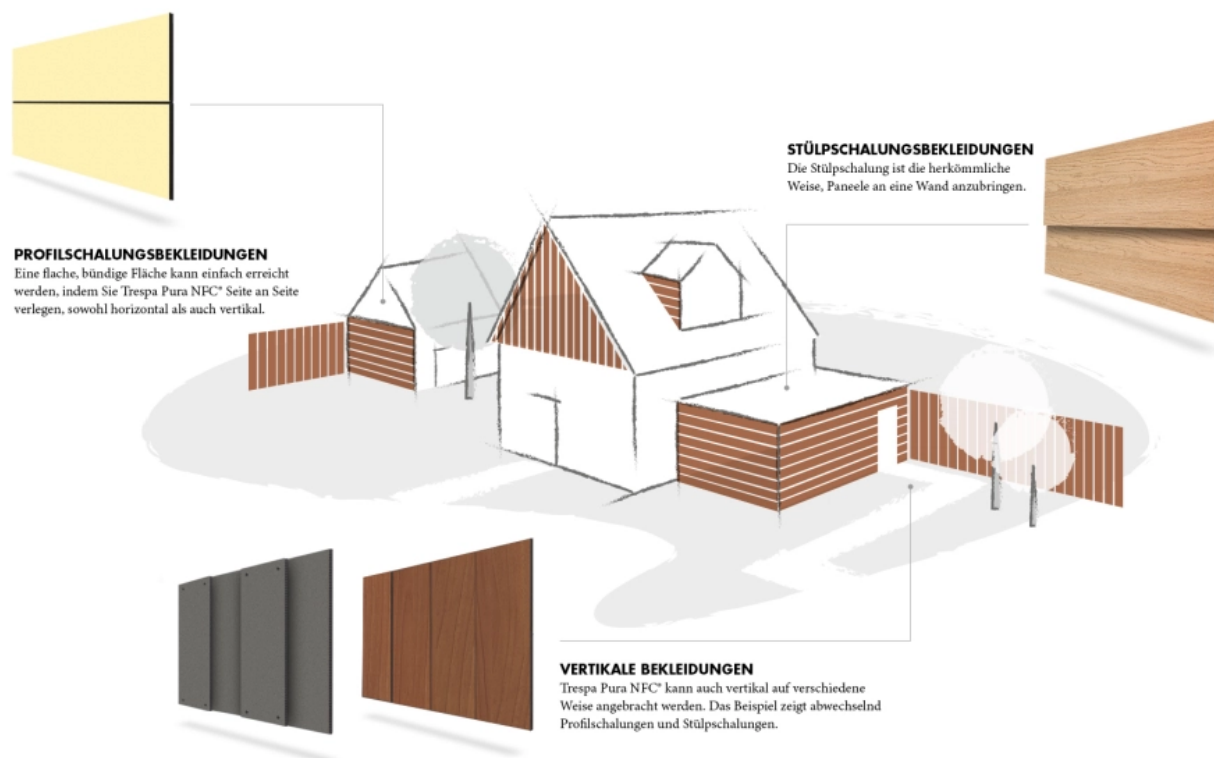 STÜLPSCHALUNGSBEKLEIDUNGEN
Die Stülpschalung ist die herkömmliche
Weise, Paneele an eine Wand anzubringen.
PROFILSCHALUNGSBEKLEIDUNGEN
Eine flache, bündige Fläche kann einfach erreicht
werden, indem Sie Trespa Pura NFC® Seite an Seite
verlegen, sowohl horizontal als auch vertikal.
VERTIKALE BEKLEIDUNGEN
Trespa Pura NFC® kann auch vertikal auf verschiedene
Weise angebracht werden. Das Beispiel zeigt abwechselnd
Profilschalungen und Stülpschalungen.